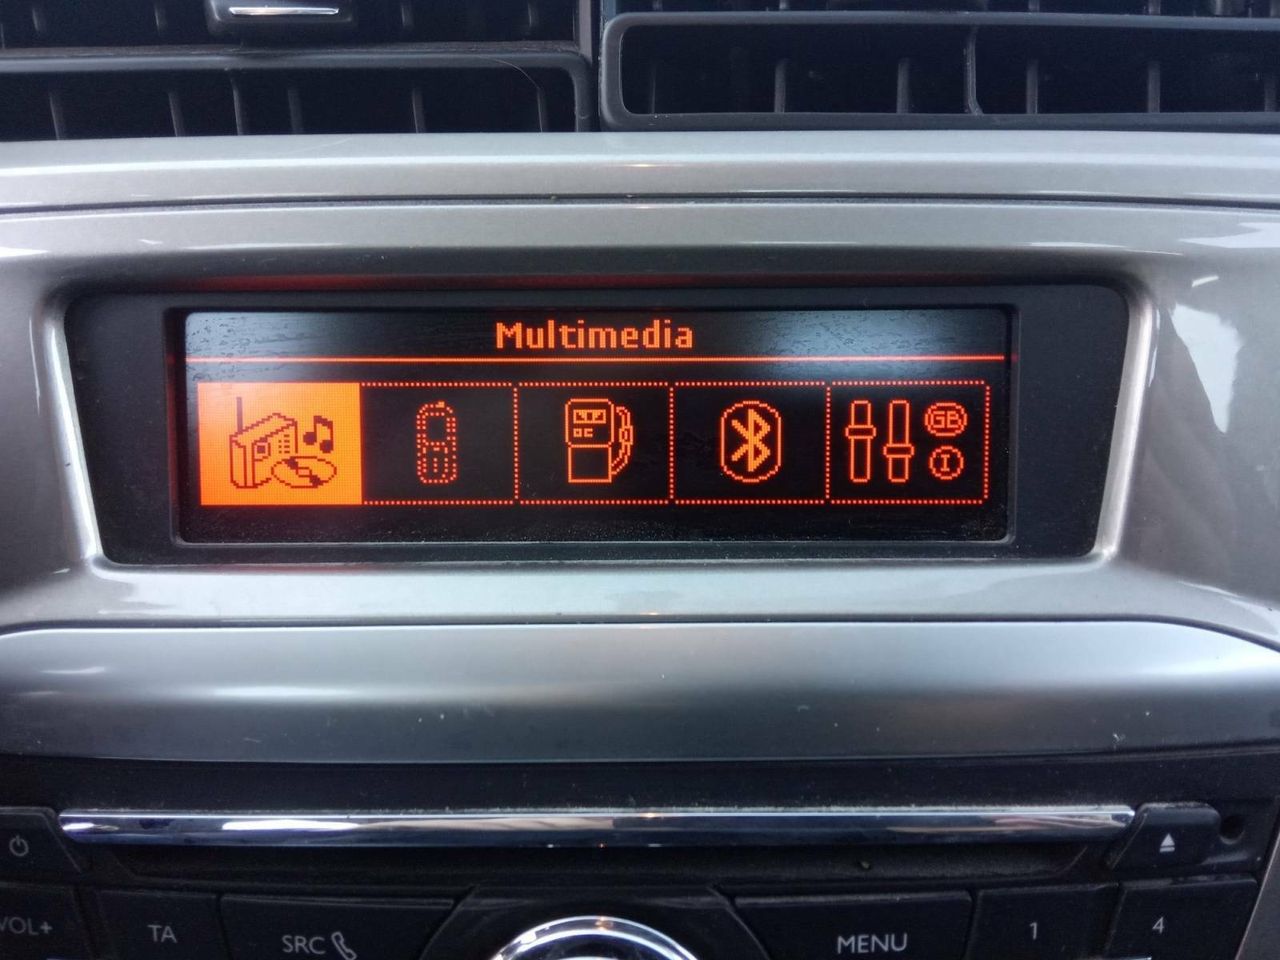 Multimedia
GB
I
VOL+
TA
SRC
MENU
1
4